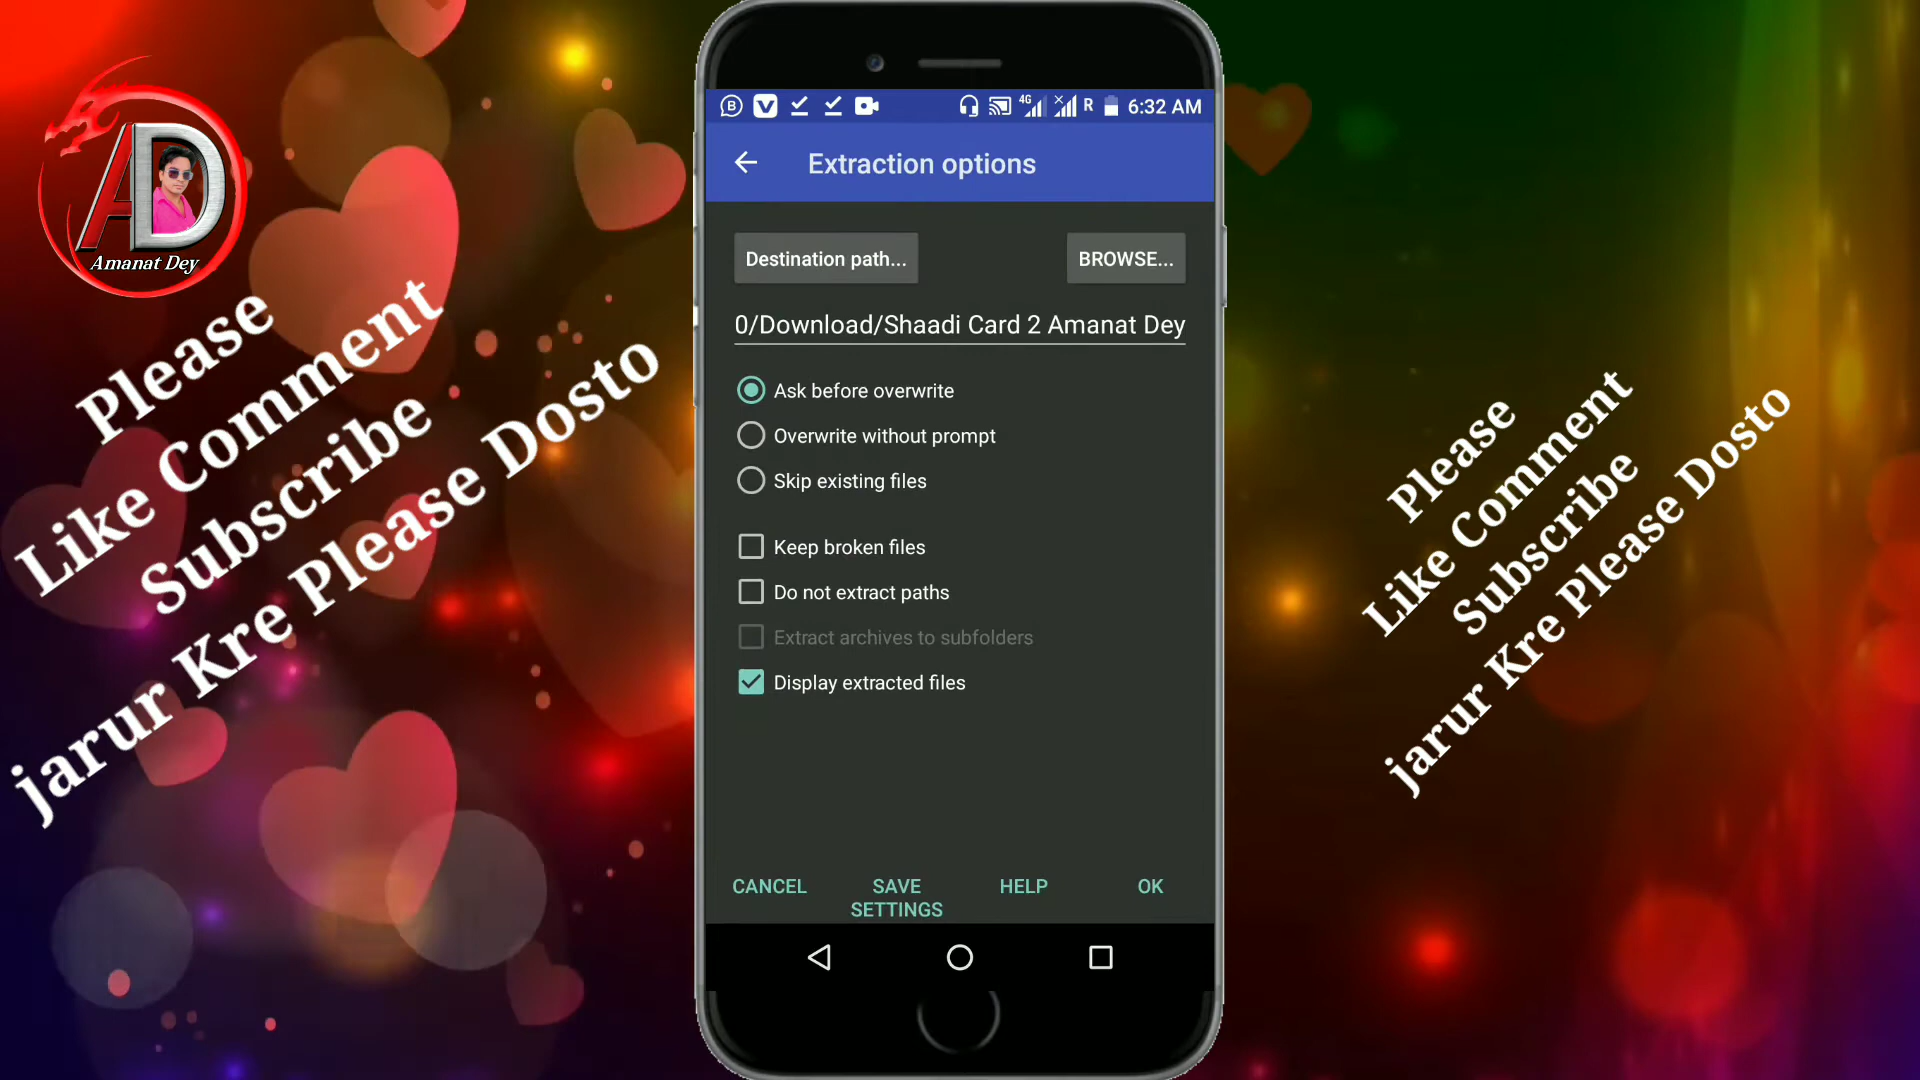 AD
Amanat Dey
Please
Like Comment
Subscribe
jarur Kre Please Dosto
4G R 6:32 AM
Extraction options
Destination path...
BROWSE...
0/Download/Shaadi Card 2 Amanat Dey
Ask before overwrite
Overwrite without prompt
Skip existing files
Keep broken files
Do not extract paths
Extract archives to subfolders
Display extracted files
CANCEL
SAVE
SETTINGS
HELP
OK
Please
Like Comment
Subscribe
jarur Kre Please Dosto